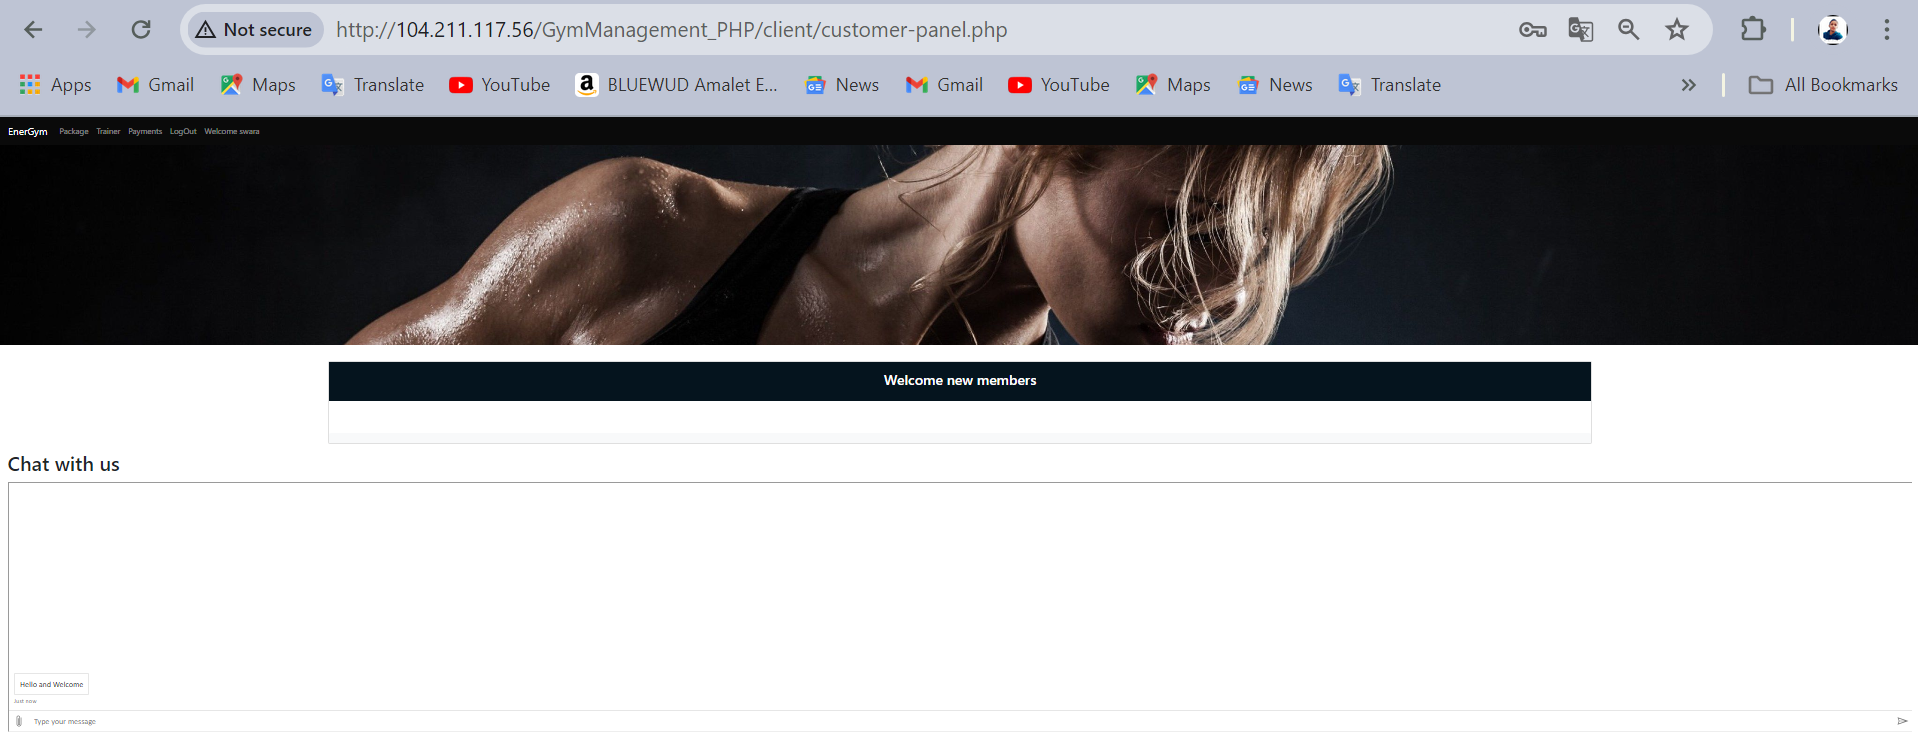 Not secure http://104.211.117.56/GymManagement_PHP/client/customer-panel.php
Apps Gmail Maps Translate YouTube BLUEWUD Amalet E... News Gmail YouTube Maps News Translate » All Bookmarks
EnerGym Package Trainer Payments LogOut Welcome swara
Welcome new members
Chat with us
Hello and Welcome
Just now
Type your message